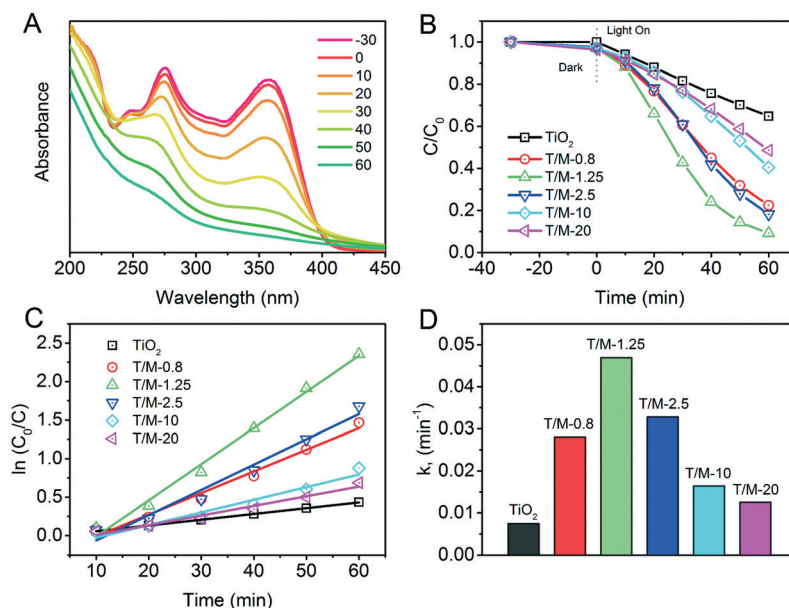 A
Absorbance
-30
0
10
20
30
40
50
60
200 250 300 350 400 450
Wavelength (nm)
B
C/C₀
1.0
0.8
0.6
0.4
0.2
0.0
Light On
Dark
TiO₂
T/M-0.8
T/M-1.25
T/M-2.5
T/M-10
T/M-20
-40 -20 0 20 40 60
Time (min)
C
ln (C₀/C)
2.5
2.0
1.5
1.0
0.5
0.0
TiO₂
T/M-0.8
T/M-1.25
T/M-2.5
T/M-10
T/M-20
10 20 30 40 50 60
Time (min)
D
k, (min⁻¹)
0.05
0.04
0.03
0.02
0.01
0.00
TiO₂
T/M-0.8
T/M-1.25
T/M-2.5
T/M-10
T/M-20